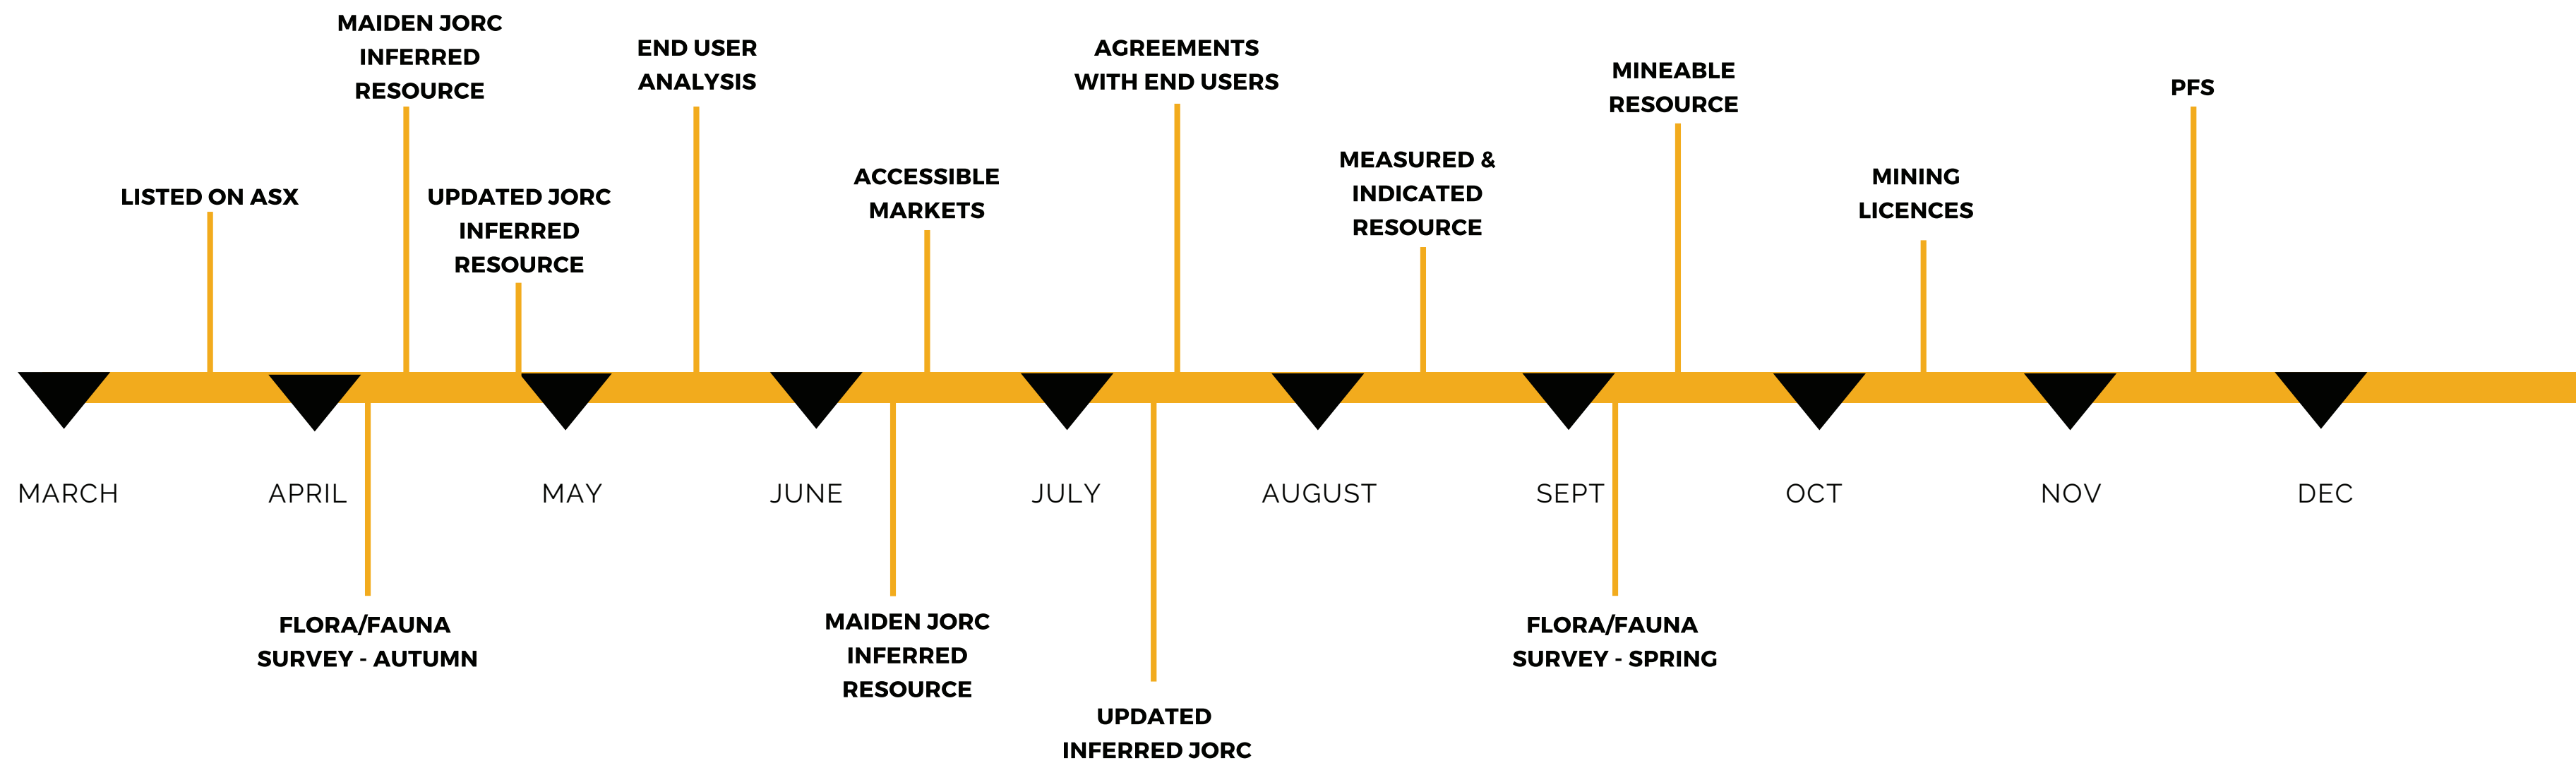 MAIDEN JORC
INFERRED
RESOURCE
END USER
ANALYSIS
AGREEMENTS
WITH END USERS
MINEABLE
RESOURCE
PFS
LISTED ON ASX
UPDATED JORC
INFERRED
RESOURCE
ACCESSIBLE
MARKETS
MEASURED &
INDICATED
RESOURCE
MINING
LICENCES
MARCH
APRIL
MAY
JUNE
JULY
AUGUST
SEPT
OCT
NOV
DEC
FLORA/FAUNA
SURVEY - AUTUMN
MAIDEN JORC
INFERRED
RESOURCE
UPDATED
INFERRED JORC
FLORA/FAUNA
SURVEY - SPRING